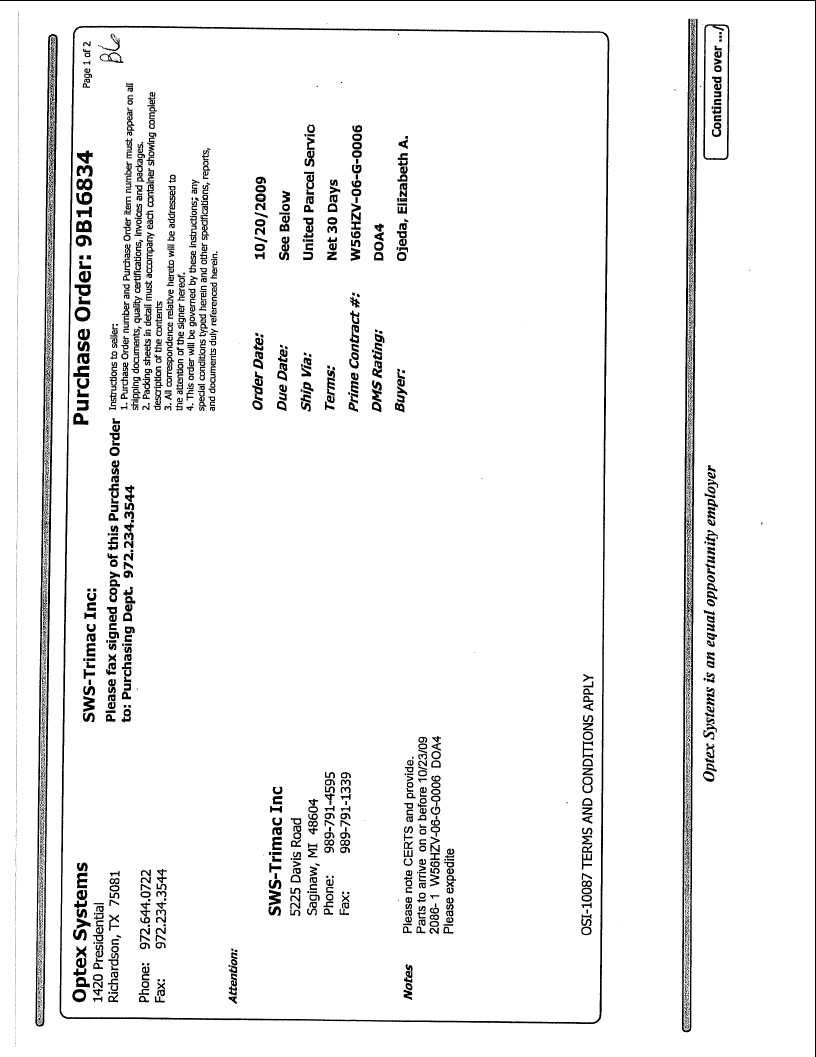 Optex Systems
1420 Presidential
Richardson, TX  75081
Phone:  972.644.0722
Fax:  972.234.3544
SWS-Trimac Inc:
Please fax signed copy of this Purchase Order
to: Purchasing Dept.  972.234.3544
Purchase Order: 9B16834
Page 1 of 2
Instructions to seller:
1. Purchase Order number and Purchase Order item number must appear on all
shipping documents, quality certifications, invoices and packages.
2. Packing sheets in detail must accompany each container showing complete
description of the contents
3. All correspondence relative hereto will be addressed to
the attention of the signer hereof.
4. This order will be governed by these instructions; any
special conditions typed herein and other specifications, reports,
and documents duly referenced herein.
Attention:
SWS-Trimac Inc
5225 Davis Road
Saginaw, MI  48604
Phone:  989-791-4595
Fax:  989-791-1339
Order Date:  10/20/2009
Due Date:  See Below
Ship Via:  United Parcel Servic
Terms:  Net 30 Days
Prime Contract #:  W56HZV-06-G-0006
DMS Rating:  DOA4
Buyer:  Ojeda, Elizabeth A.
Notes  Please note CERTS and provide.
Parts to arrive  on or before 10/23/09
2086- 1  W56HZV-06-G-0006  DOA4
Please expedite
OSI-10087 TERMS AND CONDITIONS APPLY
Optex Systems is an equal opportunity employer
Continued over .../